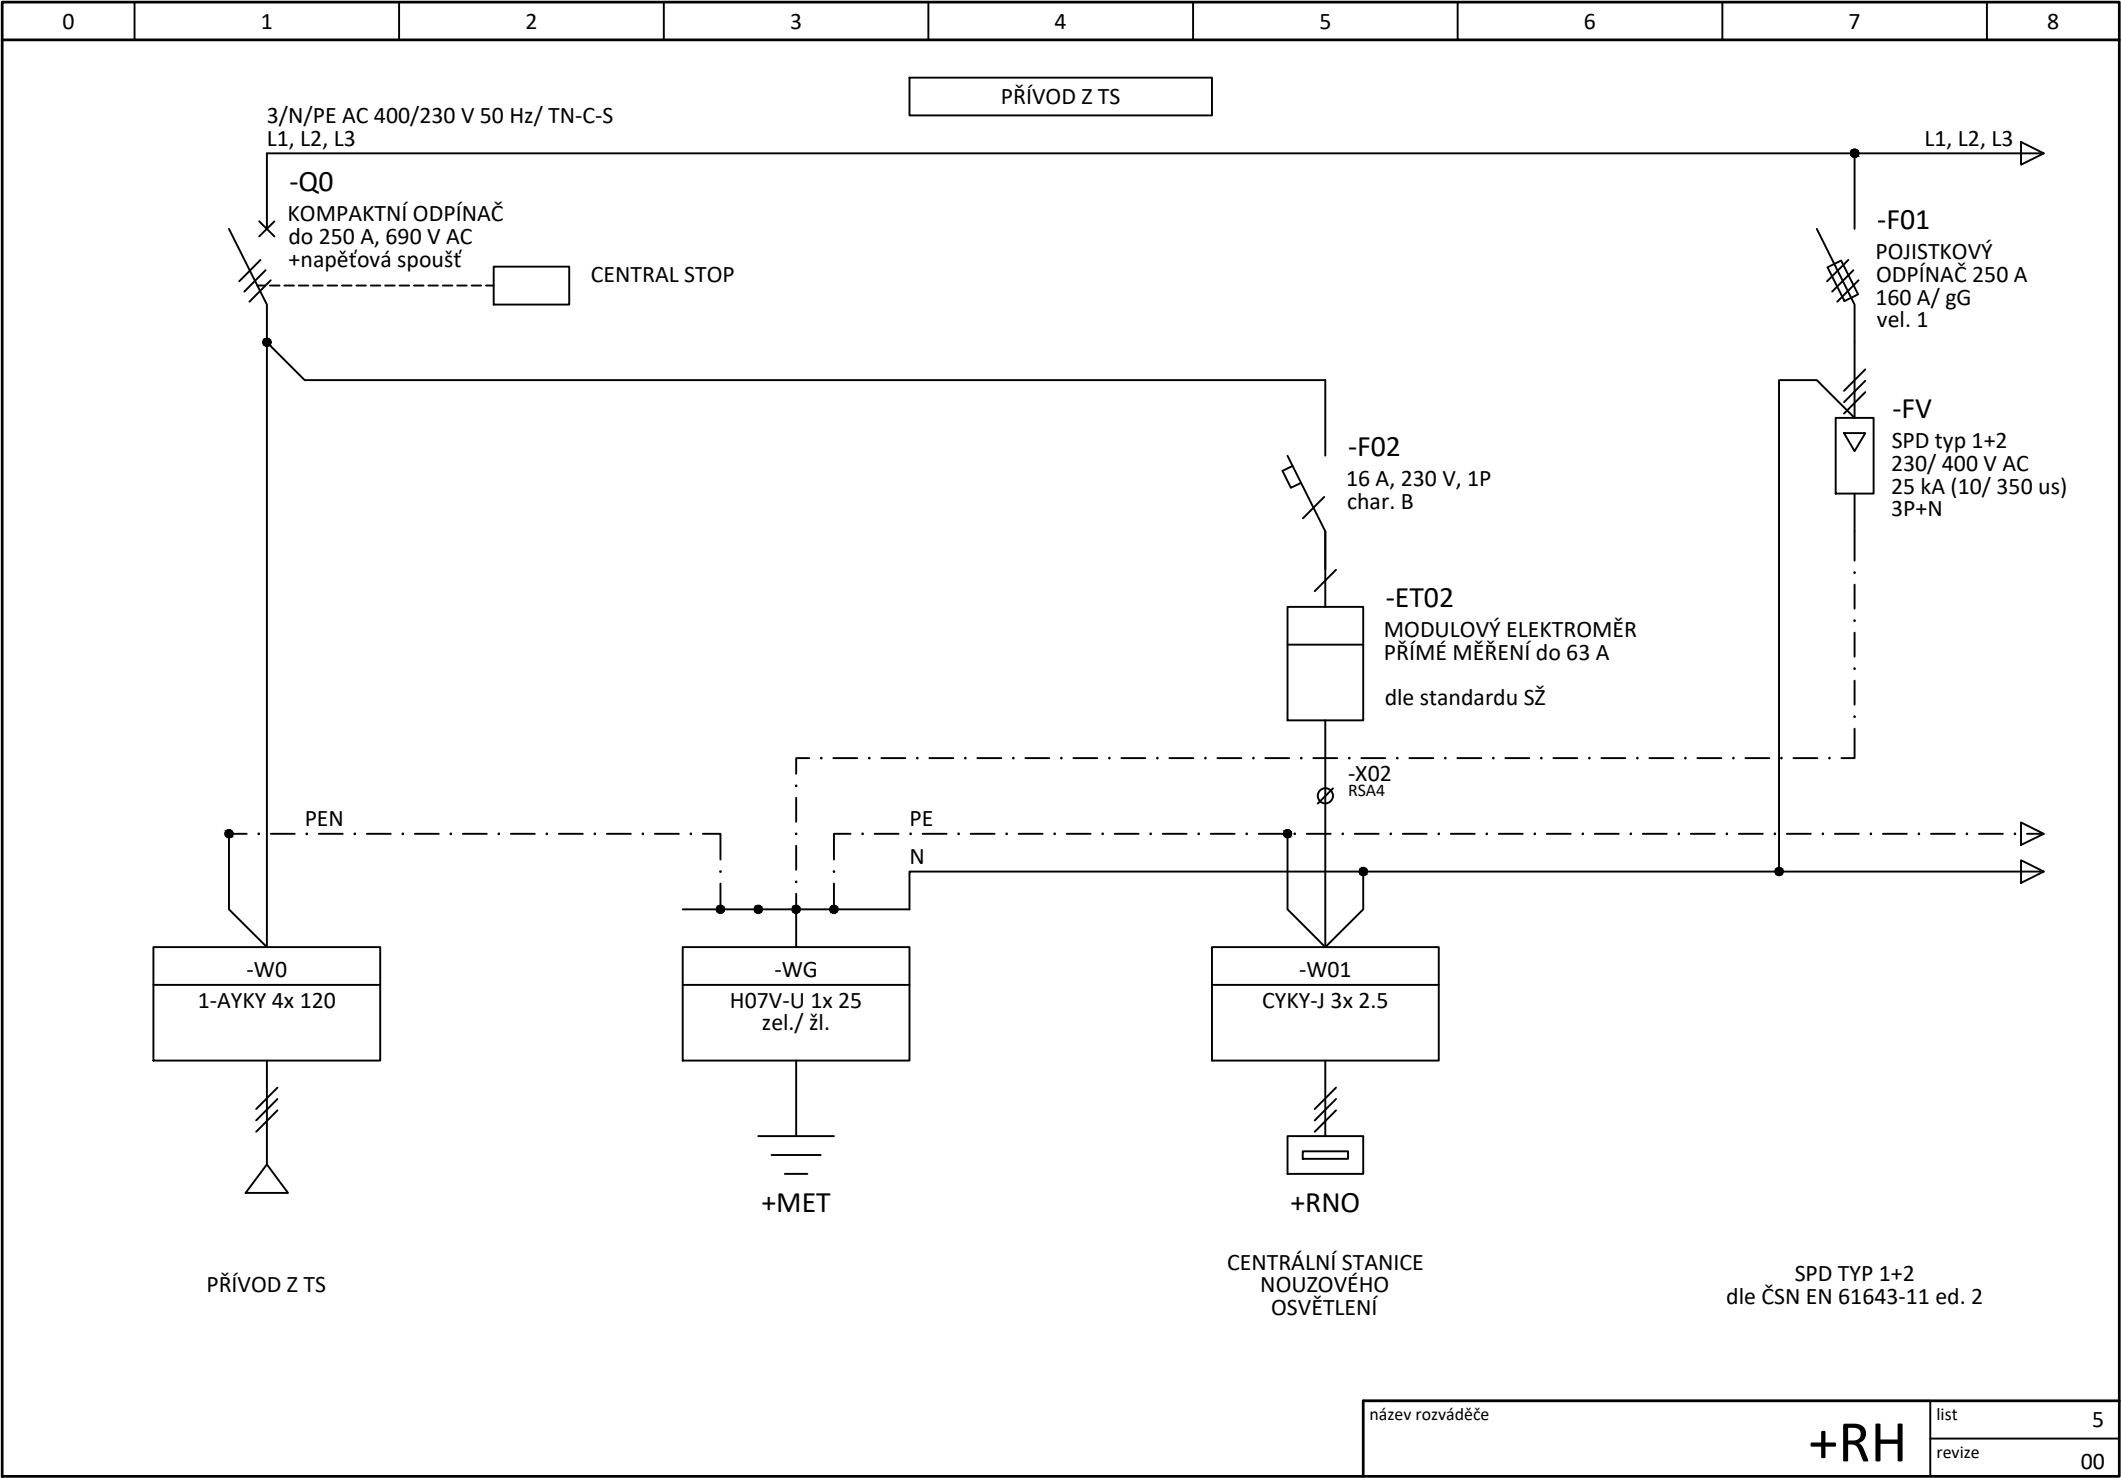 0 1 2 3 4 5 6 7 8
PŘÍVOD Z TS
3/N/PE AC 400/230 V 50 Hz/ TN-C-S
L1, L2, L3
L1, L2, L3
-Q0
KOMPAKTNÍ ODPÍNAČ
do 250 A, 690 V AC
+napěťová spoušť
CENTRAL STOP
-F01
POJISTKOVÝ
ODPÍNAČ 250 A
160 A/ gG
vel. 1
-FV
SPD typ 1+2
230/ 400 V AC
25 kA (10/ 350 us)
3P+N
-F02
16 A, 230 V, 1P
char. B
-ET02
MODULOVÝ ELEKTROMĚR
PŘÍMÉ MĚŘENÍ do 63 A
dle standardu SŽ
-X02
RSA4
PEN
PE
N
-W0
1-AYKY 4x 120
-WG
H07V-U 1x 25
zel./ žl.
-W01
CYKY-J 3x 2.5
+MET
+RNO
PŘÍVOD Z TS
CENTRÁLNÍ STANICE
NOUZOVÉHO
OSVĚTLENÍ
SPD TYP 1+2
dle ČSN EN 61643-11 ed. 2
název rozváděče
+RH
list 5
revize 00